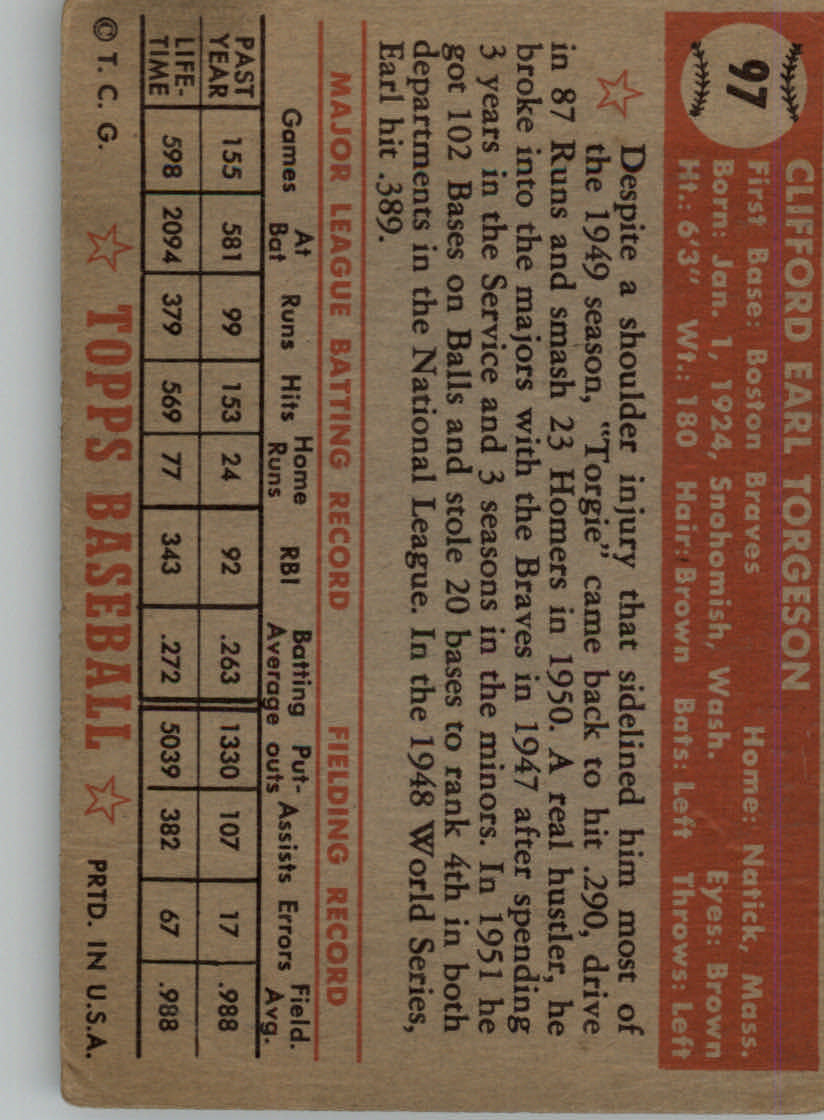 97
CLIFFORD EARL TORGESON
First Base: Boston Braves Home: Natick, Mass.
Born: Jan. 1, 1924, Snohomish, Wash. Eyes: Brown
Ht.: 6'3" Wt.: 180 Hair: Brown Bats: Left Throws: Left
Despite a shoulder injury that sidelined him most of
the 1949 season, "Torgie" came back to hit .290, drive
in 87 Runs and smash 23 Homers in 1950. A real hustler, he
broke into the majors with the Braves in 1947 after spending
3 years in the Service and 3 seasons in the minors. In 1951 he
got 102 Bases on Balls and stole 20 bases to rank 4th in both
departments in the National League. In the 1948 World Series,
Earl hit .389.
MAJOR LEAGUE BATTING RECORD FIELDING RECORD
Games At Bat Runs Hits Home Runs RBI Batting Average Put-outs Assists Errors Field. Avg.
PAST YEAR 155 581 99 153 24 92 .263 1330 107 17 .988
LIFE-TIME 598 2094 379 569 77 343 .272 5039 382 67 .988
© T. C. G. TOPPS BASEBALL PRTD. IN U.S.A.